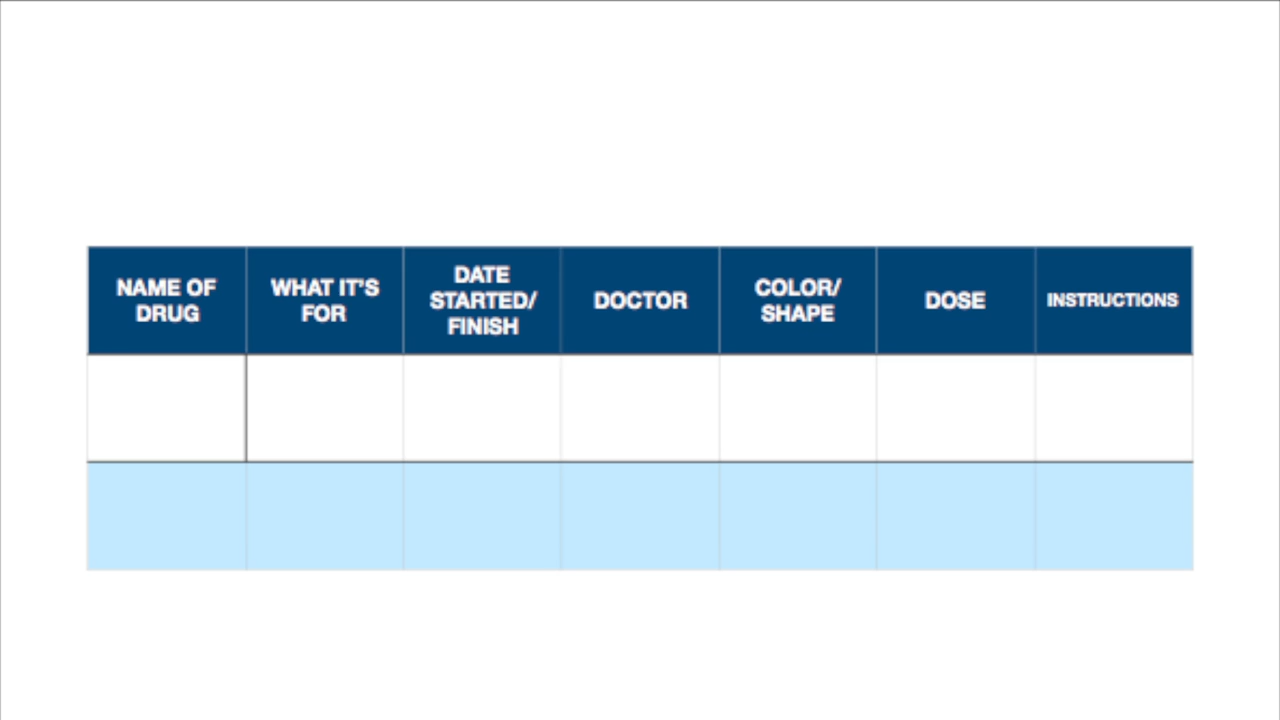 NAME OF
DRUG
WHAT IT'S
FOR
DATE
STARTED/
FINISH
DOCTOR
COLOR/
SHAPE
DOSE
INSTRUCTIONS